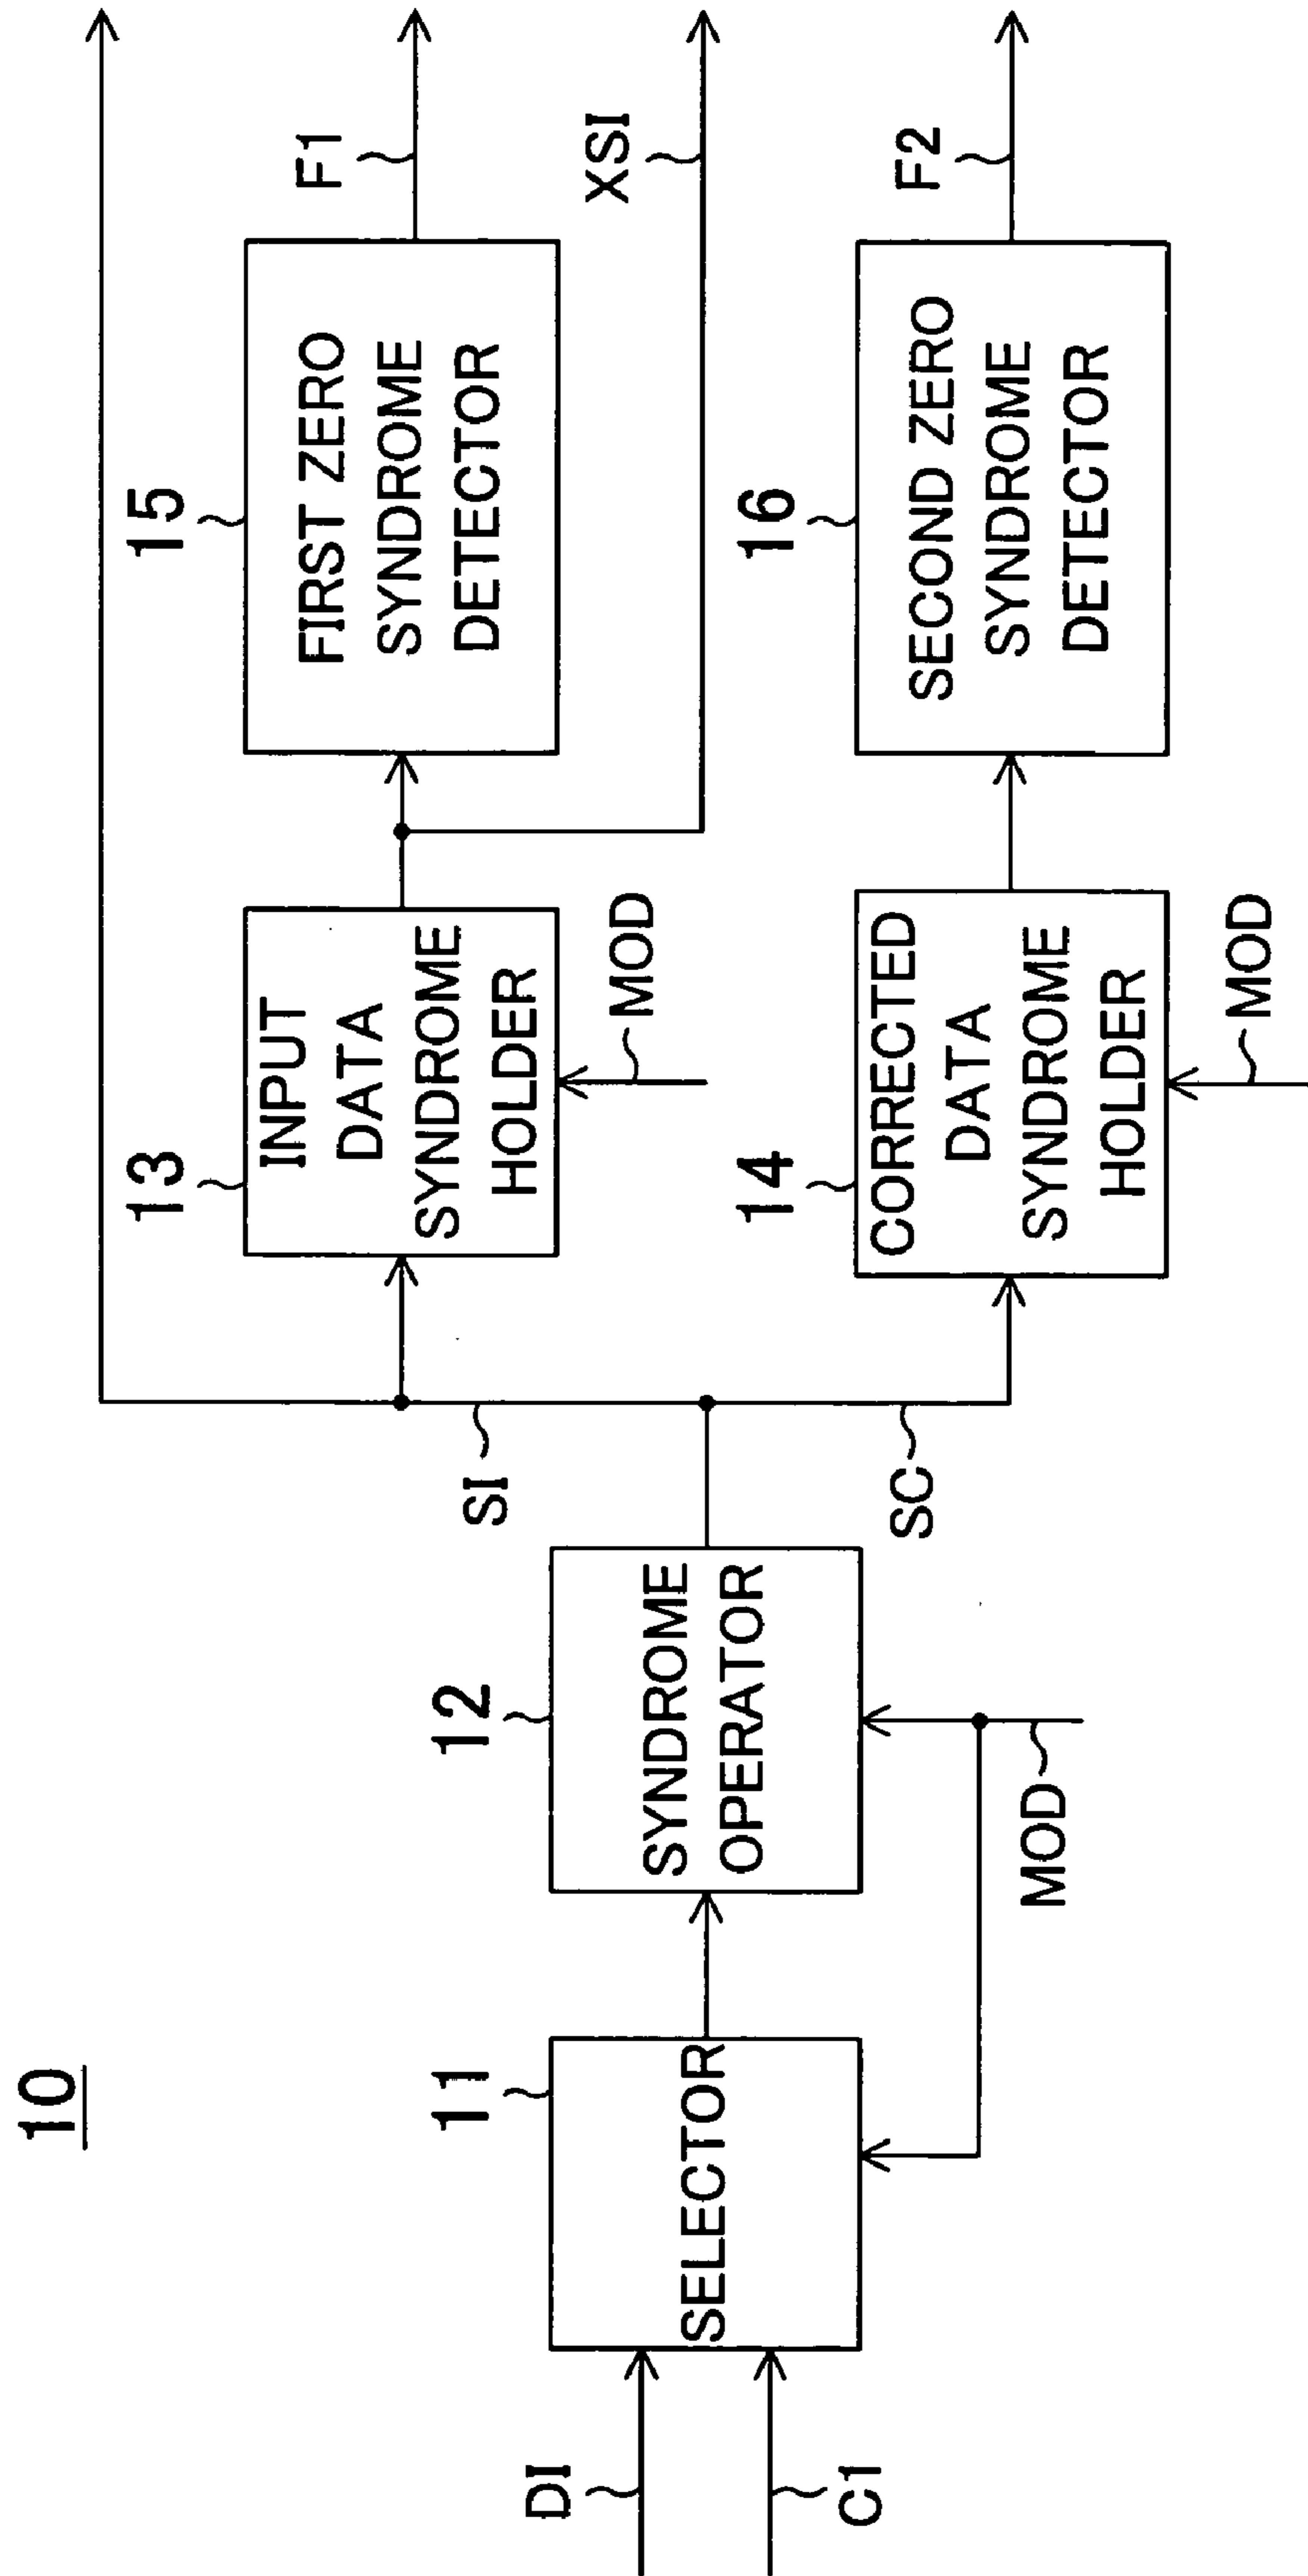 10
DI
C1
11
SELECTOR
12
SYNDROME
OPERATOR
MOD
SI
SC
13
INPUT
DATA
SYNDROME
HOLDER
MOD
14
CORRECTED
DATA
SYNDROME
HOLDER
MOD
15
FIRST ZERO
SYNDROME
DETECTOR
16
SECOND ZERO
SYNDROME
DETECTOR
F1
XSI
F2